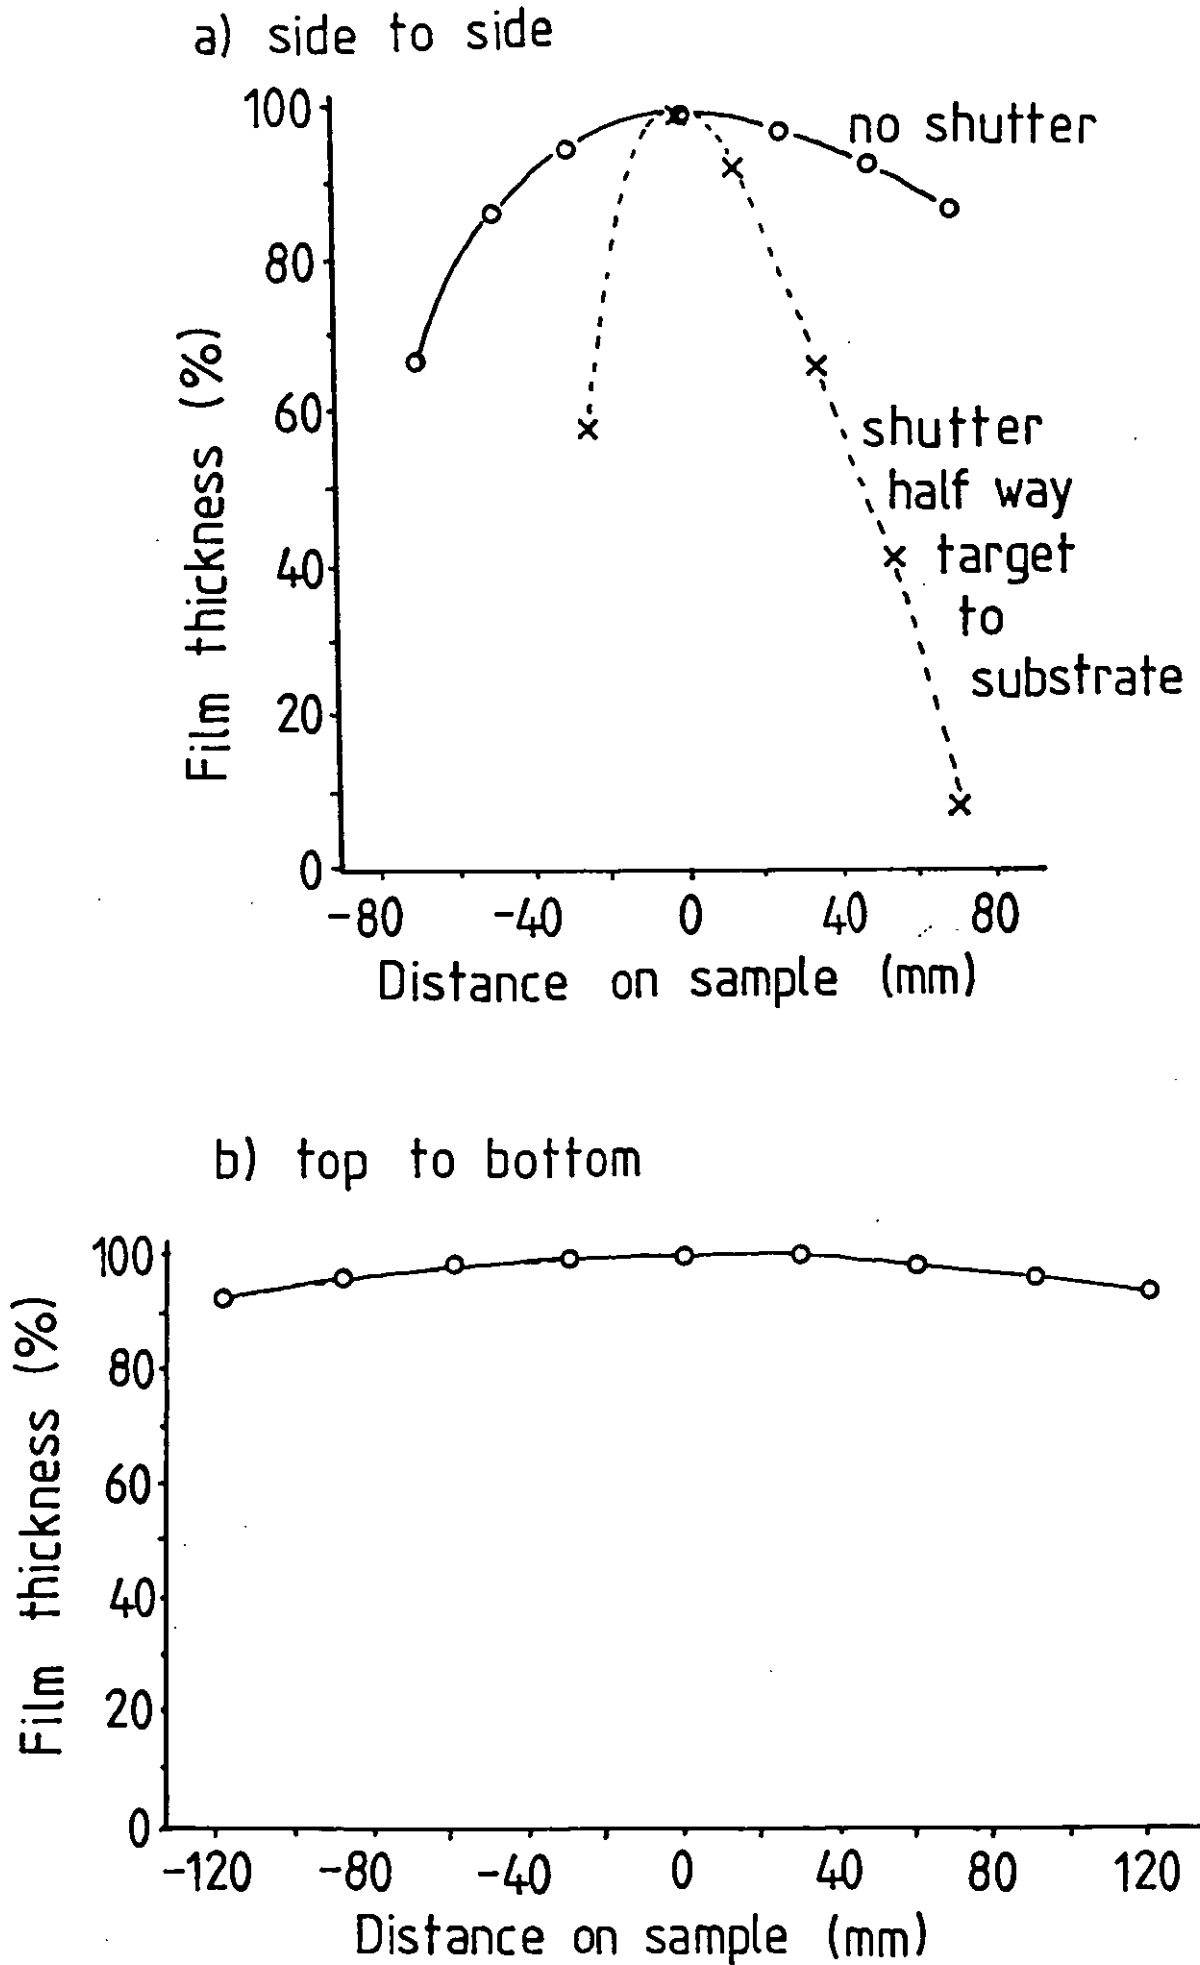 a) side to side
100
80
60
40
20
0
Film thickness (%)
no shutter
shutter
half way
target
to
substrate
-80 -40 0 40 80
Distance on sample (mm)
b) top to bottom
100
80
60
40
20
0
Film thickness (%)
-120 -80 -40 0 40 80 120
Distance on sample (mm)